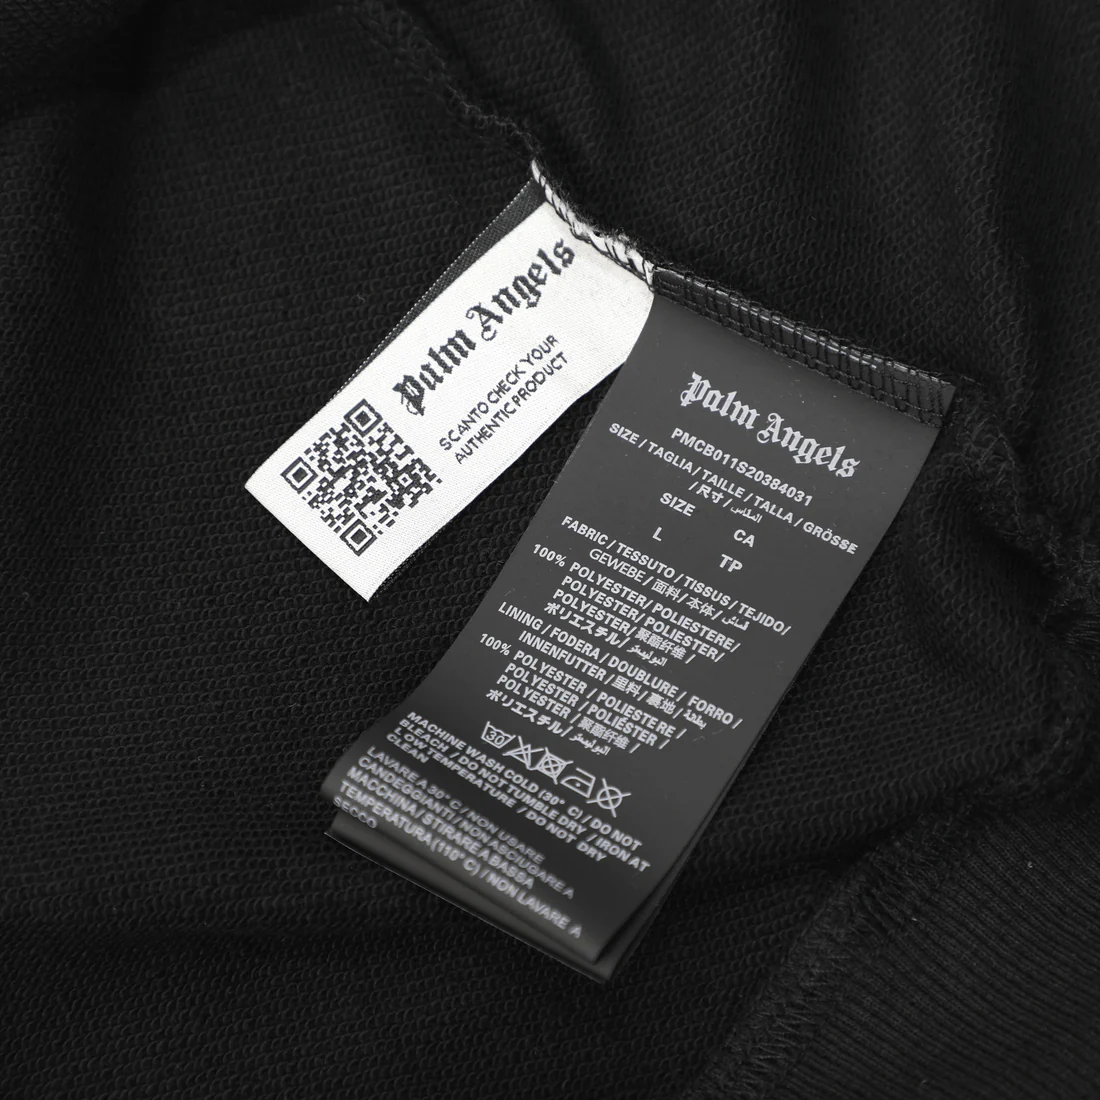 Palm Angels
SCAN TO CHECK YOUR
AUTHENTIC PRODUCT
Palm Angels
PMCB011S20384031
SIZE / TAGLIA / TAILLE / TALLA / GRÖSSE
/ 尺寸 / المقاس
SIZE CA
L TP
FABRIC / TESSUTO / TISSUS / TEJIDO/
GEWEBE / 面料 / 本体 /
100% POLYESTER/ POLIESTERE/
POLYESTER/ POLIESTER/
POLYESTER/ 聚酯纤维 /
ポリエステル/ البوليستر
LINING / FODERA / DOUBLURE / FORRO /
INNENFUTTER / 里料 / 裏地 / بطانة
100% POLYESTER / POLIESTERE /
POLYESTER / POLIÉSTER /
POLYESTER / 聚酯纤维 /
ポリエステル/ البوليستر
30
MACHINE WASH COLD (30° C) / DO NOT
BLEACH / DO NOT TUMBLE DRY / IRON AT
LOW TEMPERATURE / DO NOT DRY
CLEAN
LAVARE A 30°C / NON USARE
CANDEGGIANTI / NON ASCIUGARE A
MACCHINA / STIRARE A BASSA
TEMPERATURA (110° C) / NON LAVARE A
SECCO